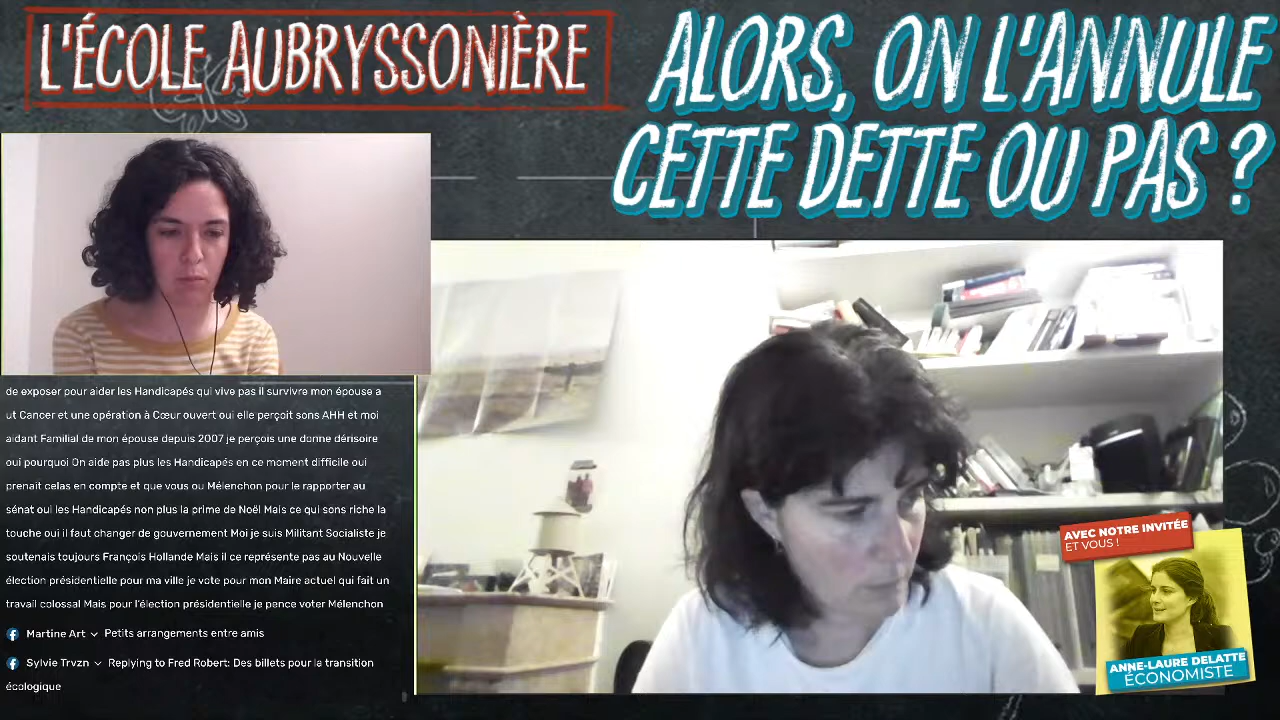 L'ÉCOLE AUBRYSSONIÈRE
ALORS, ON L'ANNULE
CETTE DETTE OU PAS ?
de exposer pour aider les Handicapés qui vive pas il survivre mon épouse a
ut Cancer et une opération à Cœur ouvert oui elle perçoit sons AHH et moi
aidant Familial de mon épouse depuis 2007 je perçois une donne dérisoire
oui pourquoi On aide pas plus les Handicapés en ce moment difficile oui
prenait celas en compte et que vous ou Mélenchon pour le rapporter au
sénat oui les Handicapés non plus la prime de Noël Mais ce qui sons riche la
touche oui il faut changer de gouvernement Moi je suis Militant Socialiste je
soutenais toujours François Hollande Mais il ce représente pas au Nouvelle
élection présidentielle pour ma ville je vote pour mon Maire actuel qui fait un
travail colossal Mais pour l'élection présidentielle je pence voter Mélenchon
Martine Art Petits arrangements entre amis
Sylvie Trvzn Replying to Fred Robert: Des billets pour la transition
écologique
AVEC NOTRE INVITÉE
ET VOUS !
ANNE-LAURE DELATTE
ÉCONOMISTE